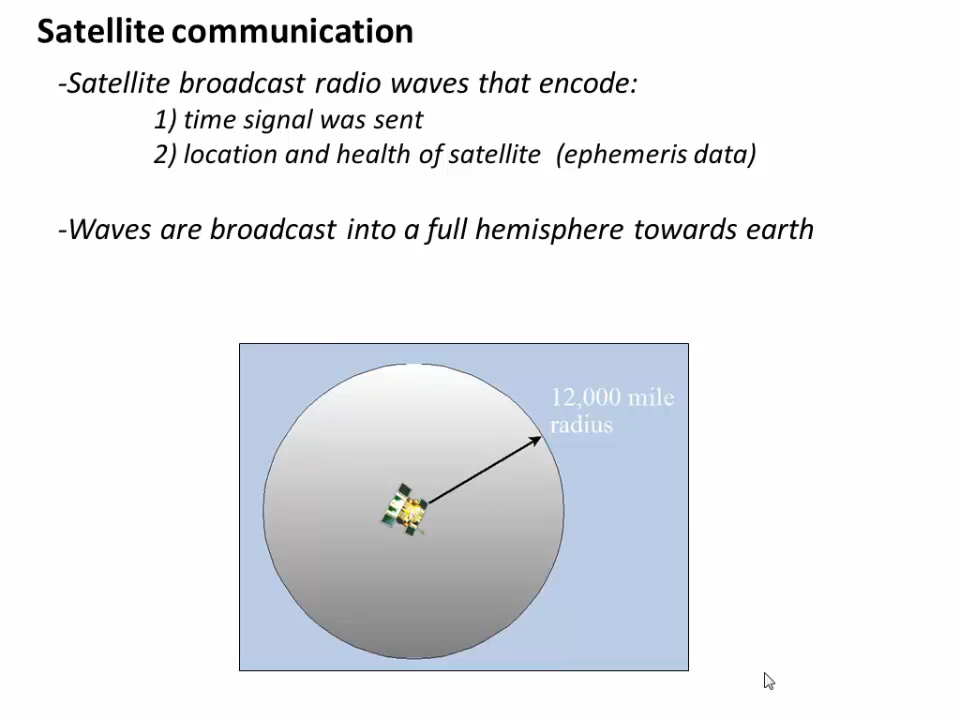 Satellite communication
-Satellite broadcast radio waves that encode:
1) time signal was sent
2) location and health of satellite (ephemeris data)
-Waves are broadcast into a full hemisphere towards earth
12,000 mile
radius